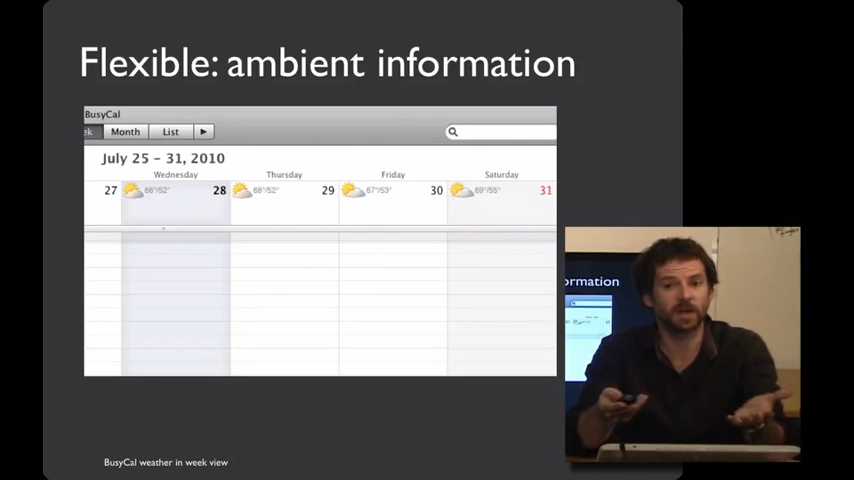 Flexible: ambient information
BusyCal
ek Month List
July 25 – 31, 2010
Wednesday Thursday Friday Saturday
27 66°/52° 28 68°/52° 29 67°/53° 30 69°/55° 31
ormation
BusyCal weather in week view